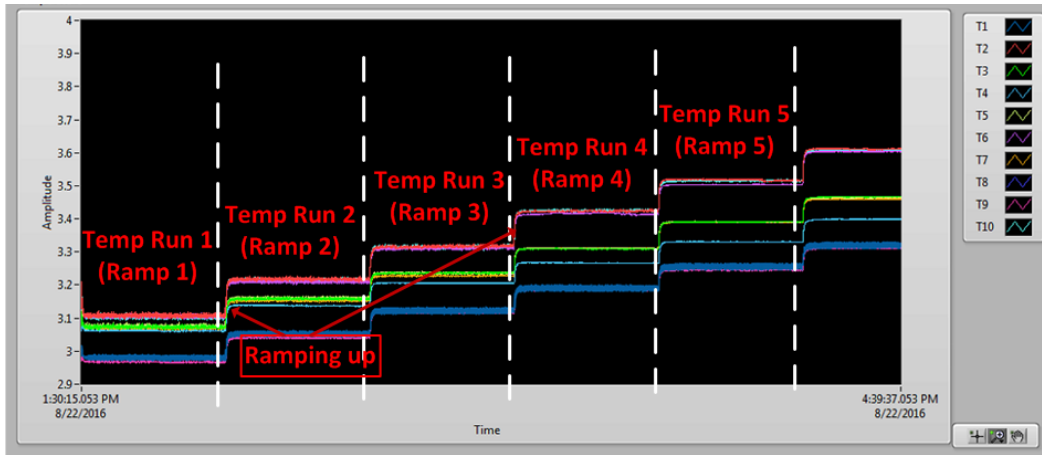 4-
3.9-
3.8-
3.7-
3.6-
3.5-
3.4-
3.3-
3.2-
3.1-
3-
2.9-
Amplitude
Temp Run 1
(Ramp 1)
Temp Run 2
(Ramp 2)
Temp Run 3
(Ramp 3)
Temp Run 4
(Ramp 4)
Temp Run 5
(Ramp 5)
Ramping up
1:30:15.053 PM
8/22/2016
4:39:37.053 PM
8/22/2016
Time
T1
T2
T3
T4
T5
T6
T7
T8
T9
T10